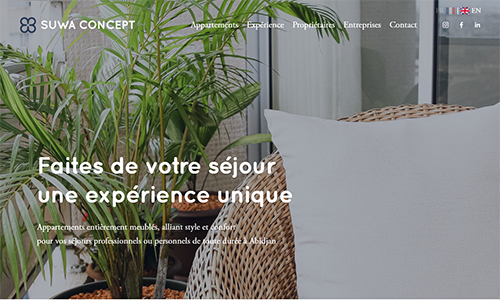 SUWA CONCEPT
Appartements Expérience Propriétaires Entreprises Contact
EN
Faites de votre séjour
une expérience unique
Appartements entièrement meublés, alliant style et confort
pour vos séjours professionnels ou personnels de toute durée à Abidjan